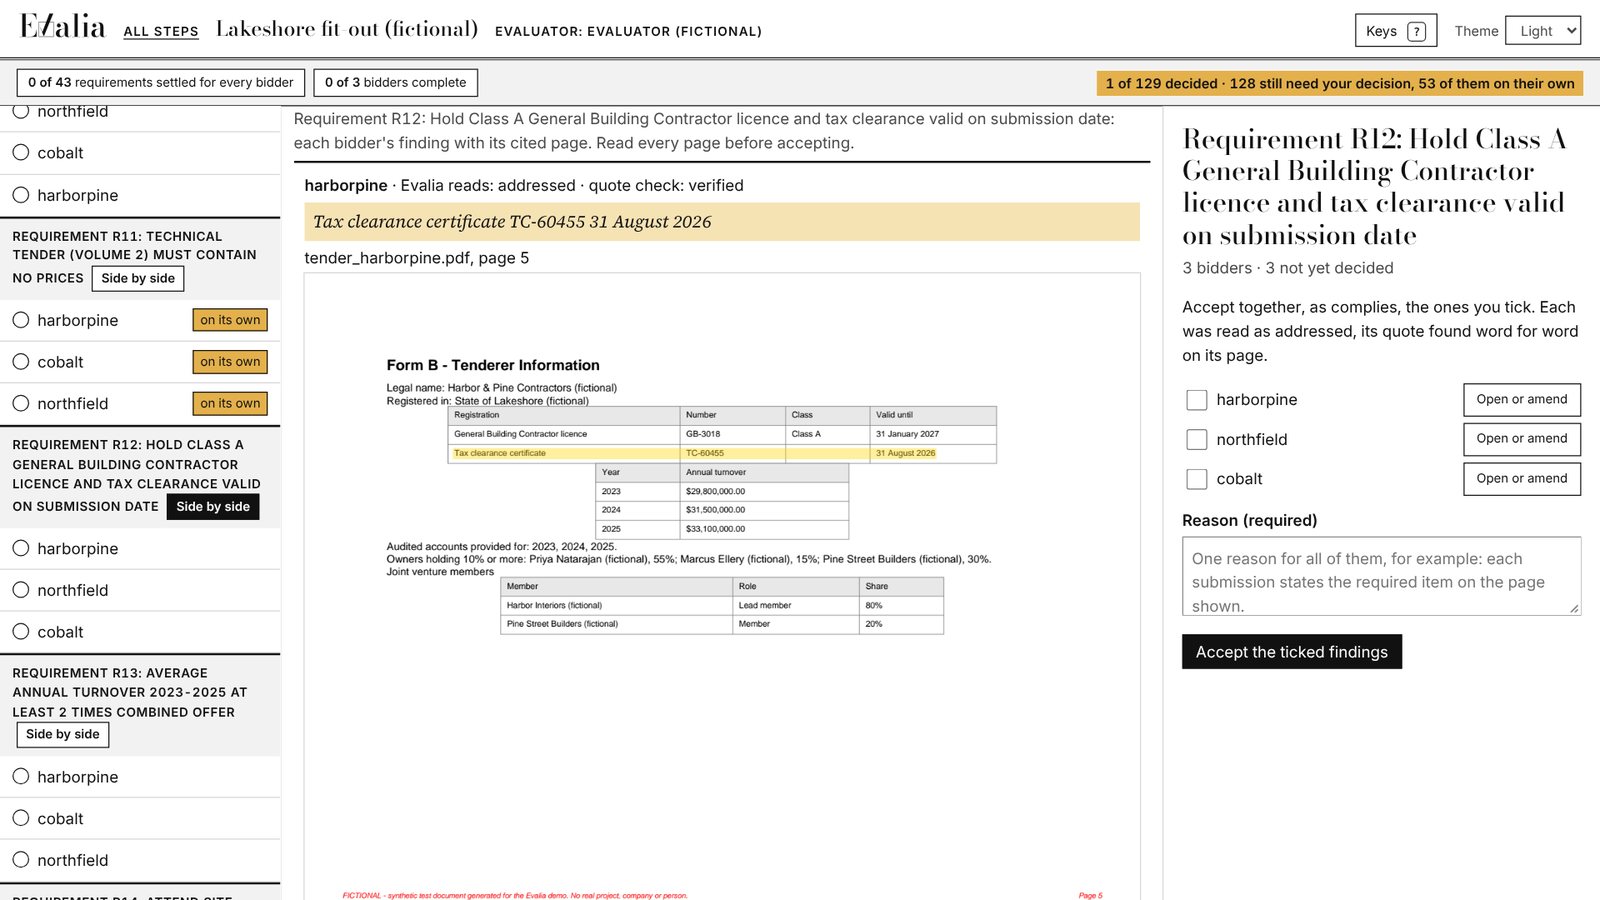 Evalia ALL STEPS Lakeshore fit-out (fictional) EVALUATOR: EVALUATOR (FICTIONAL) Keys ? Theme Light
0 of 43 requirements settled for every bidder 0 of 3 bidders complete 1 of 129 decided · 128 still need your decision, 53 of them on their own
northfield
cobalt
harborpine
REQUIREMENT R11: TECHNICAL
TENDER (VOLUME 2) MUST CONTAIN
NO PRICES Side by side
harborpine on its own
cobalt on its own
northfield on its own
REQUIREMENT R12: HOLD CLASS A
GENERAL BUILDING CONTRACTOR
LICENCE AND TAX CLEARANCE VALID
ON SUBMISSION DATE Side by side
harborpine
northfield
cobalt
REQUIREMENT R13: AVERAGE
ANNUAL TURNOVER 2023-2025 AT
LEAST 2 TIMES COMBINED OFFER
Side by side
harborpine
cobalt
northfield
Requirement R12: Hold Class A General Building Contractor licence and tax clearance valid on submission date:
each bidder's finding with its cited page. Read every page before accepting.
harborpine · Evalia reads: addressed · quote check: verified
Tax clearance certificate TC-60455 31 August 2026
tender_harborpine.pdf, page 5
Form B - Tenderer Information
Legal name: Harbor & Pine Contractors (fictional)
Registered in: State of Lakeshore (fictional)
Registration Number Class Valid until
General Building Contractor licence GB-3018 Class A 31 January 2027
Tax clearance certificate TC-60455 31 August 2026
Year Annual turnover
2023 $29,800,000.00
2024 $31,500,000.00
2025 $33,100,000.00
Audited accounts provided for: 2023, 2024, 2025.
Owners holding 10% or more: Priya Natarajan (fictional), 55%; Marcus Ellery (fictional), 15%; Pine Street Builders (fictional), 30%.
Joint venture members
Member Role Share
Harbor Interiors (fictional) Lead member 80%
Pine Street Builders (fictional) Member 20%
FICTIONAL - synthetic test document generated for the Evalia demo. No real project, company or person. Page 5
Requirement R12: Hold Class A
General Building Contractor
licence and tax clearance valid
on submission date
3 bidders · 3 not yet decided
Accept together, as complies, the ones you tick. Each
was read as addressed, its quote found word for word
on its page.
harborpine Open or amend
northfield Open or amend
cobalt Open or amend
Reason (required)
One reason for all of them, for example: each
submission states the required item on the page
shown.
Accept the ticked findings